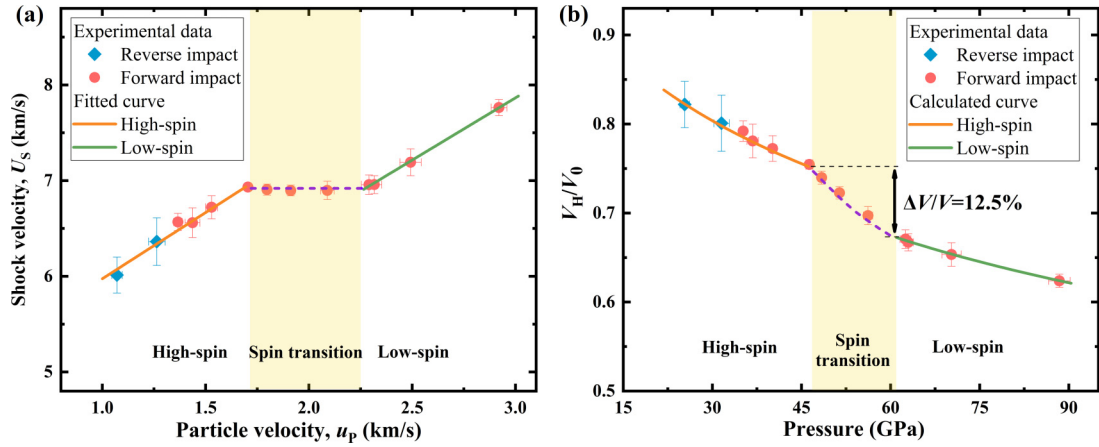 (a)
Experimental data
Reverse impact
Forward impact
Fitted curve
High-spin
Low-spin
Shock velocity, U_S (km/s)
8
7
6
5
High-spin
Spin transition
Low-spin
1.0 1.5 2.0 2.5 3.0
Particle velocity, u_P (km/s)
(b)
Experimental data
Reverse impact
Forward impact
Calculated curve
High-spin
Low-spin
V_H/V_0
0.9
0.8
0.7
0.6
0.5
ΔV/V=12.5%
High-spin
Spin
transition
Low-spin
15 30 45 60 75 90
Pressure (GPa)